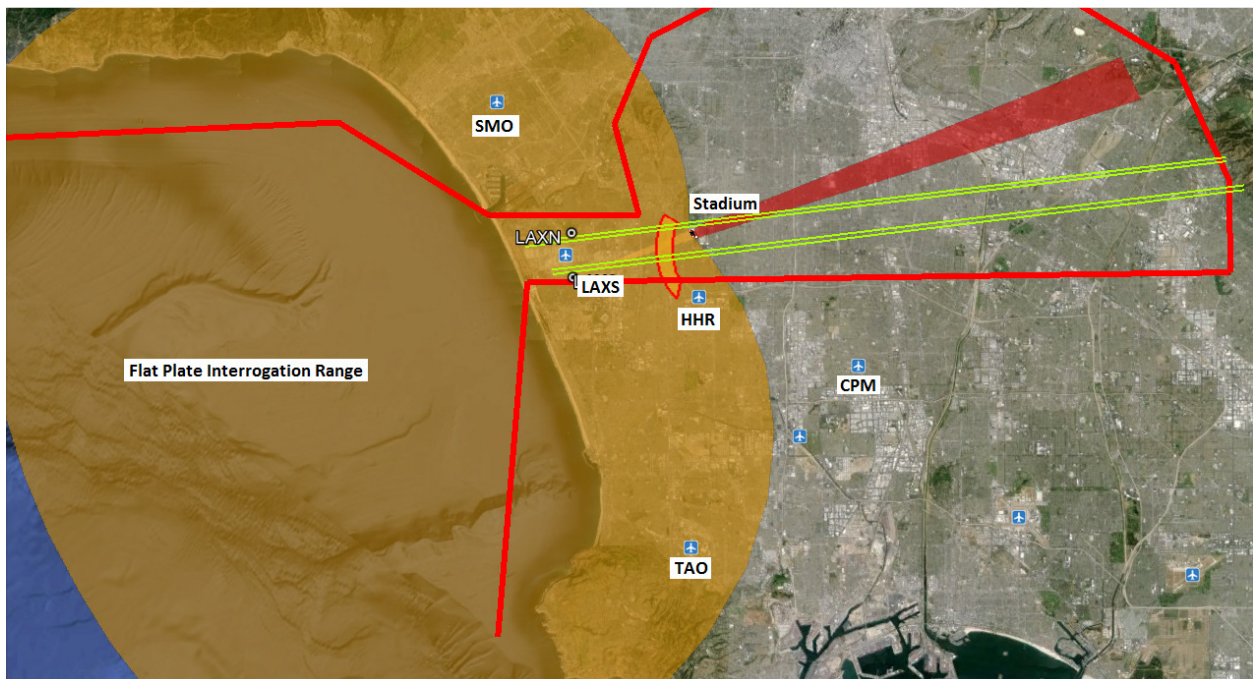 SMO
Stadium
LAXN
LAXS
HHR
Flat Plate Interrogation Range
CPM
TAO